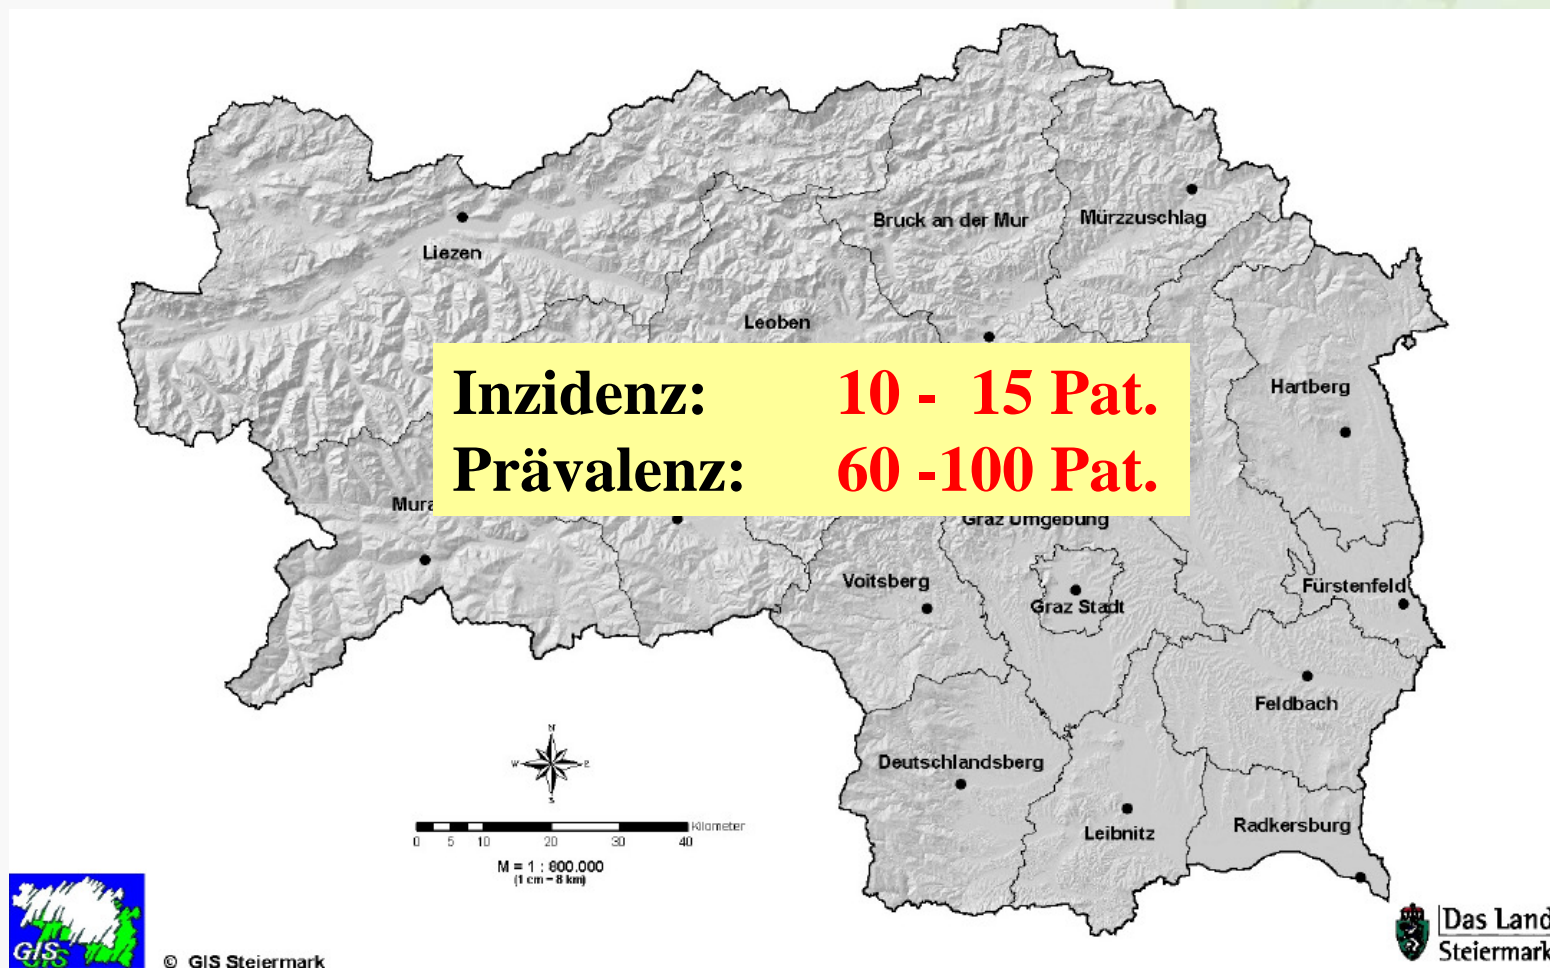 Bruck an der Mur
Mürzzuschlag
Liezen
Leoben
Inzidenz: 10 - 15 Pat.
Hartberg
Prävalenz: 60 -100 Pat.
Graz Umgebung
Voitsberg
Fürstenfeld
Graz Stadt
Feldbach
N
W
S
Deutschlandsberg
Kilometer
Radkersburg
Leibnitz
0 5 10 20 30 40
M = 1 : 800.000
(1 cm = 8 km)
Das Land
Steiermark
GIS
© GIS Steiermark